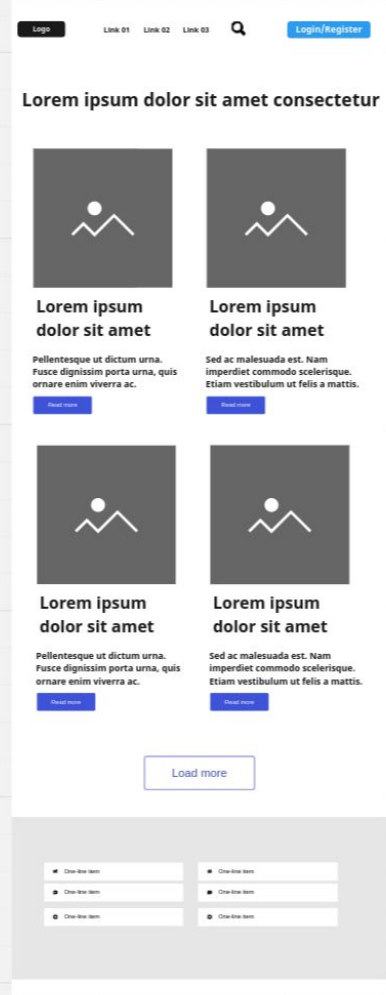 Logo
Link 01
Link 02
Link 03
Login/Register
Lorem ipsum dolor sit amet consectetur
Lorem ipsum
dolor sit amet
Pellentesque ut dictum urna.
Fusce dignissim porta urna, quis
ornare enim viverra ac.
Read more
Lorem ipsum
dolor sit amet
Sed ac malesuada est. Nam
imperdiet commodo scelerisque.
Etiam vestibulum ut felis a mattis.
Read more
Lorem ipsum
dolor sit amet
Pellentesque ut dictum urna.
Fusce dignissim porta urna, quis
ornare enim viverra ac.
Read more
Lorem ipsum
dolor sit amet
Sed ac malesuada est. Nam
imperdiet commodo scelerisque.
Etiam vestibulum ut felis a mattis.
Read more
Load more
One-line item
One-line item
One-line item
One-line item
One-line item
One-line item